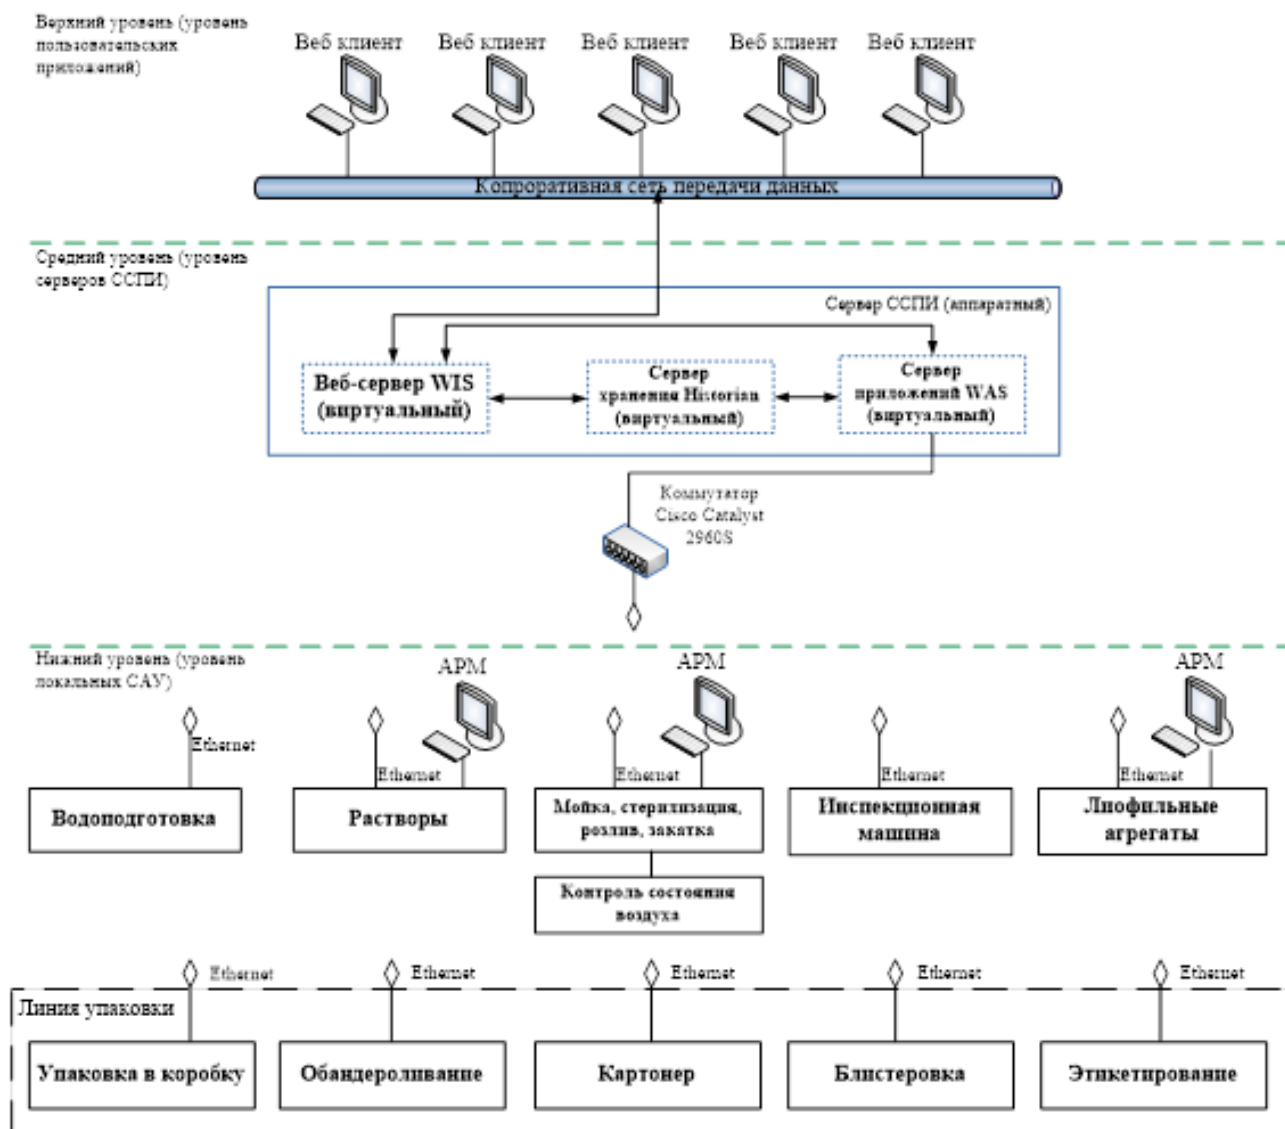 Верхний уровень (уровень
пользовательских
приложений)
Веб клиент
Веб клиент
Веб клиент
Веб клиент
Веб клиент
Копроративная сеть передачи данных
Средний уровень (уровень
серверов ССПИ)
Сервер ССПИ (аппаратный)
Веб-сервер WIS
(виртуальный)
Сервер
хранения Historian
(виртуальный)
Сервер
приложений WAS
(виртуальный)
Коммутатор
Cisco Catalyst
2960S
Нижний уровень (уровень
локальных САУ)
АРМ
АРМ
АРМ
Ethernet
Ethernet
Ethernet
Ethernet
Ethernet
Водоподготовка
Растворы
Мойка, стерилизация,
розлив, закатка
Инспекционная
машина
Лиофильные
агрегаты
Контроль состояния
воздуха
Ethernet
Ethernet
Ethernet
Ethernet
Ethernet
Линия упаковки
Упаковка в коробку
Обандероливание
Картонер
Блистеровка
Этикетирование